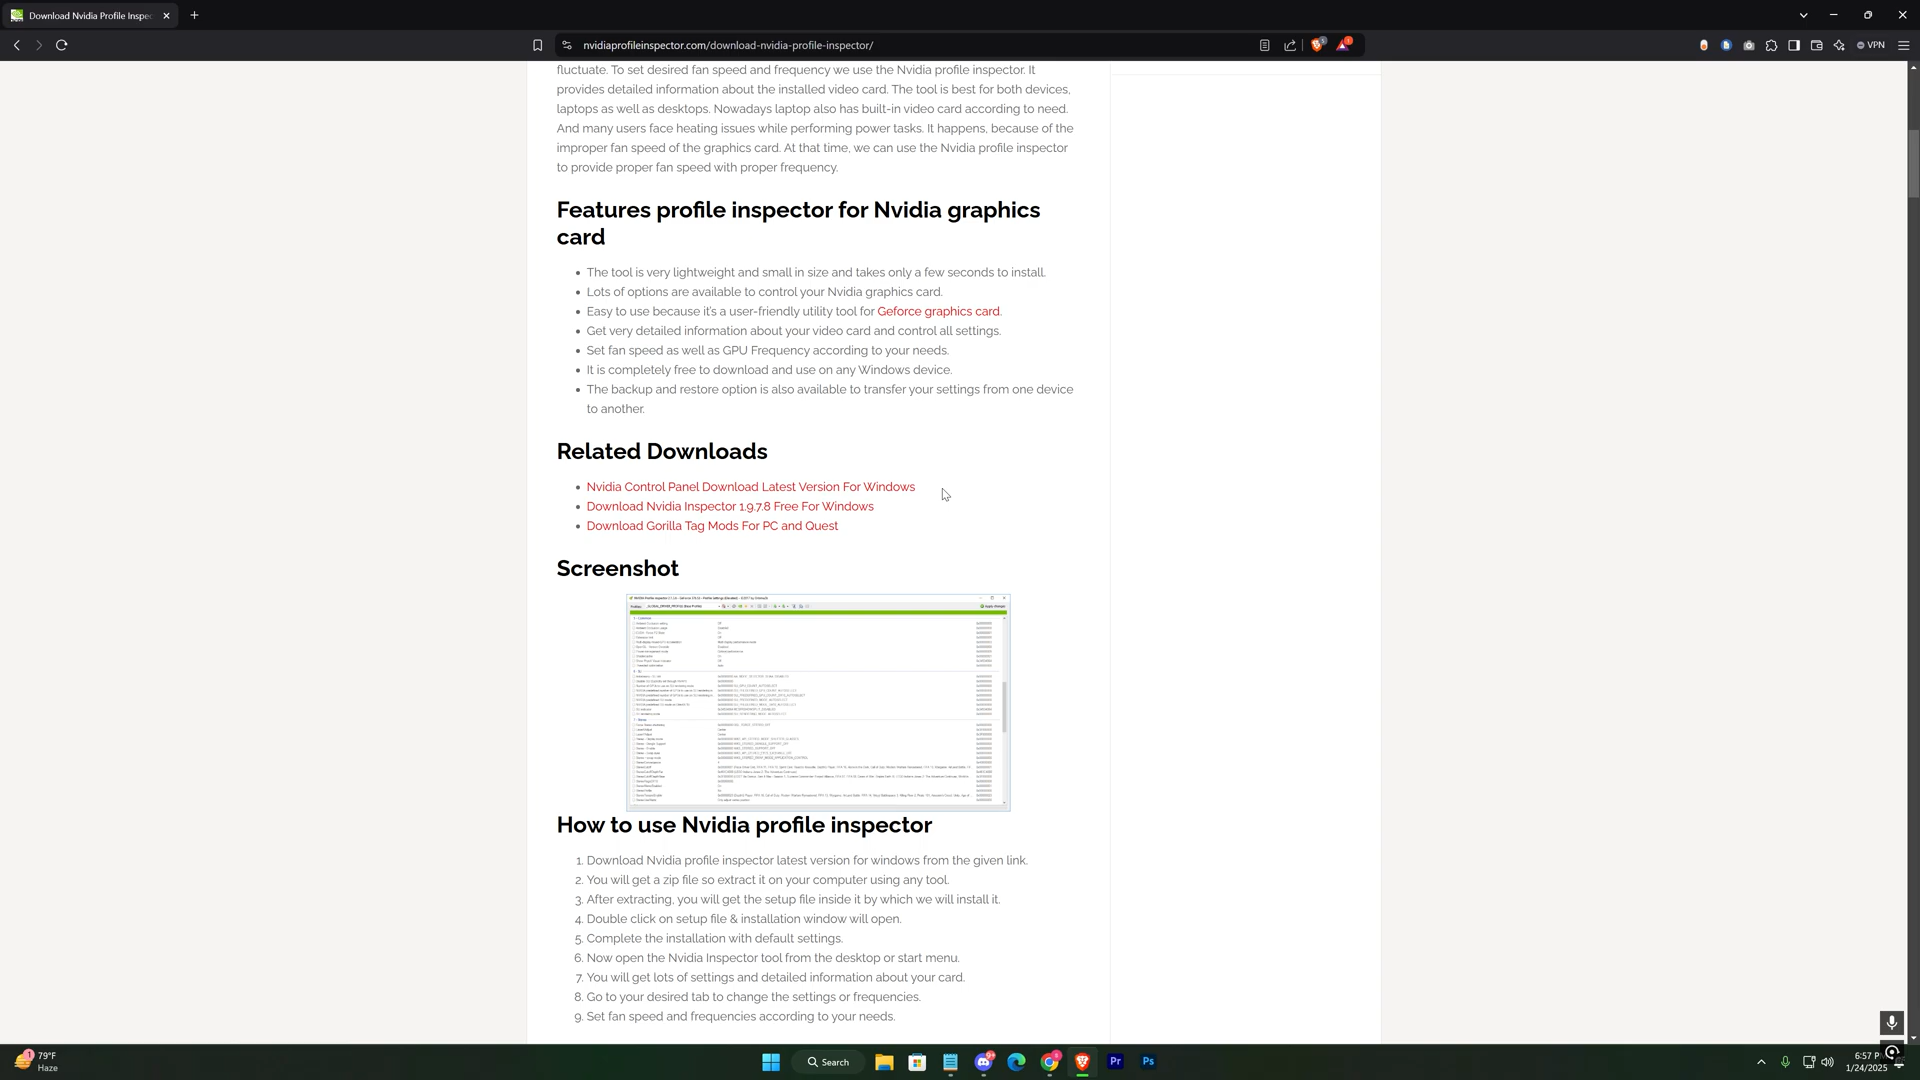 Download Nvidia Profile Inspec
nvidiaprofileinspector.com/download-nvidia-profile-inspector/
VPN
fluctuate. To set desired fan speed and frequency we use the Nvidia profile inspector. It
provides detailed information about the installed video card. The tool is best for both devices,
laptops as well as desktops. Nowadays laptop also has built-in video card according to need.
And many users face heating issues while performing power tasks. It happens, because of the
improper fan speed of the graphics card. At that time, we can use the Nvidia profile inspector
to provide proper fan speed with proper frequency.
Features profile inspector for Nvidia graphics
card
• The tool is very lightweight and small in size and takes only a few seconds to install.
• Lots of options are available to control your Nvidia graphics card.
• Easy to use because it's a user-friendly utility tool for Geforce graphics card.
• Get very detailed information about your video card and control all settings.
• Set fan speed as well as GPU Frequency according to your needs.
• It is completely free to download and use on any Windows device.
• The backup and restore option is also available to transfer your settings from one device
to another.
Related Downloads
• Nvidia Control Panel Download Latest Version For Windows
• Download Nvidia Inspector 1.9.7.8 Free For Windows
• Download Gorilla Tag Mods For PC and Quest
Screenshot
How to use Nvidia profile inspector
1. Download Nvidia profile inspector latest version for windows from the given link.
2. You will get a zip file so extract it on your computer using any tool.
3. After extracting, you will get the setup file inside it by which we will install it.
4. Double click on setup file & installation window will open.
5. Complete the installation with default settings.
6. Now open the Nvidia Inspector tool from the desktop or start menu.
7. You will get lots of settings and detailed information about your card.
8. Go to your desired tab to change the settings or frequencies.
9. Set fan speed and frequencies according to your needs.
79°F
Haze
Search
Pr
Ps
6:57 P
1/24/2025